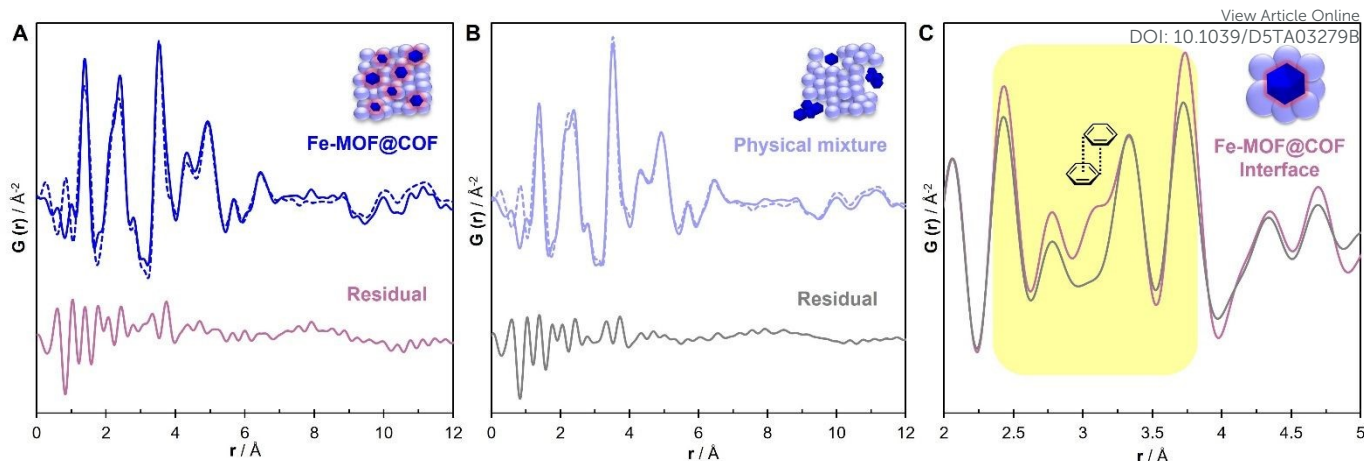 View Article Online
DOI: 10.1039/D5TA03279B
A
Fe-MOF@COF
Residual
G (r) / Å-2
0 2 4 6 8 10 12
r / Å
B
Physical mixture
Residual
G (r) / Å-2
0 2 4 6 8 10 12
r / Å
C
Fe-MOF@COF
Interface
G (r) / Å-2
2 2.5 3 3.5 4 4.5 5
r / Å